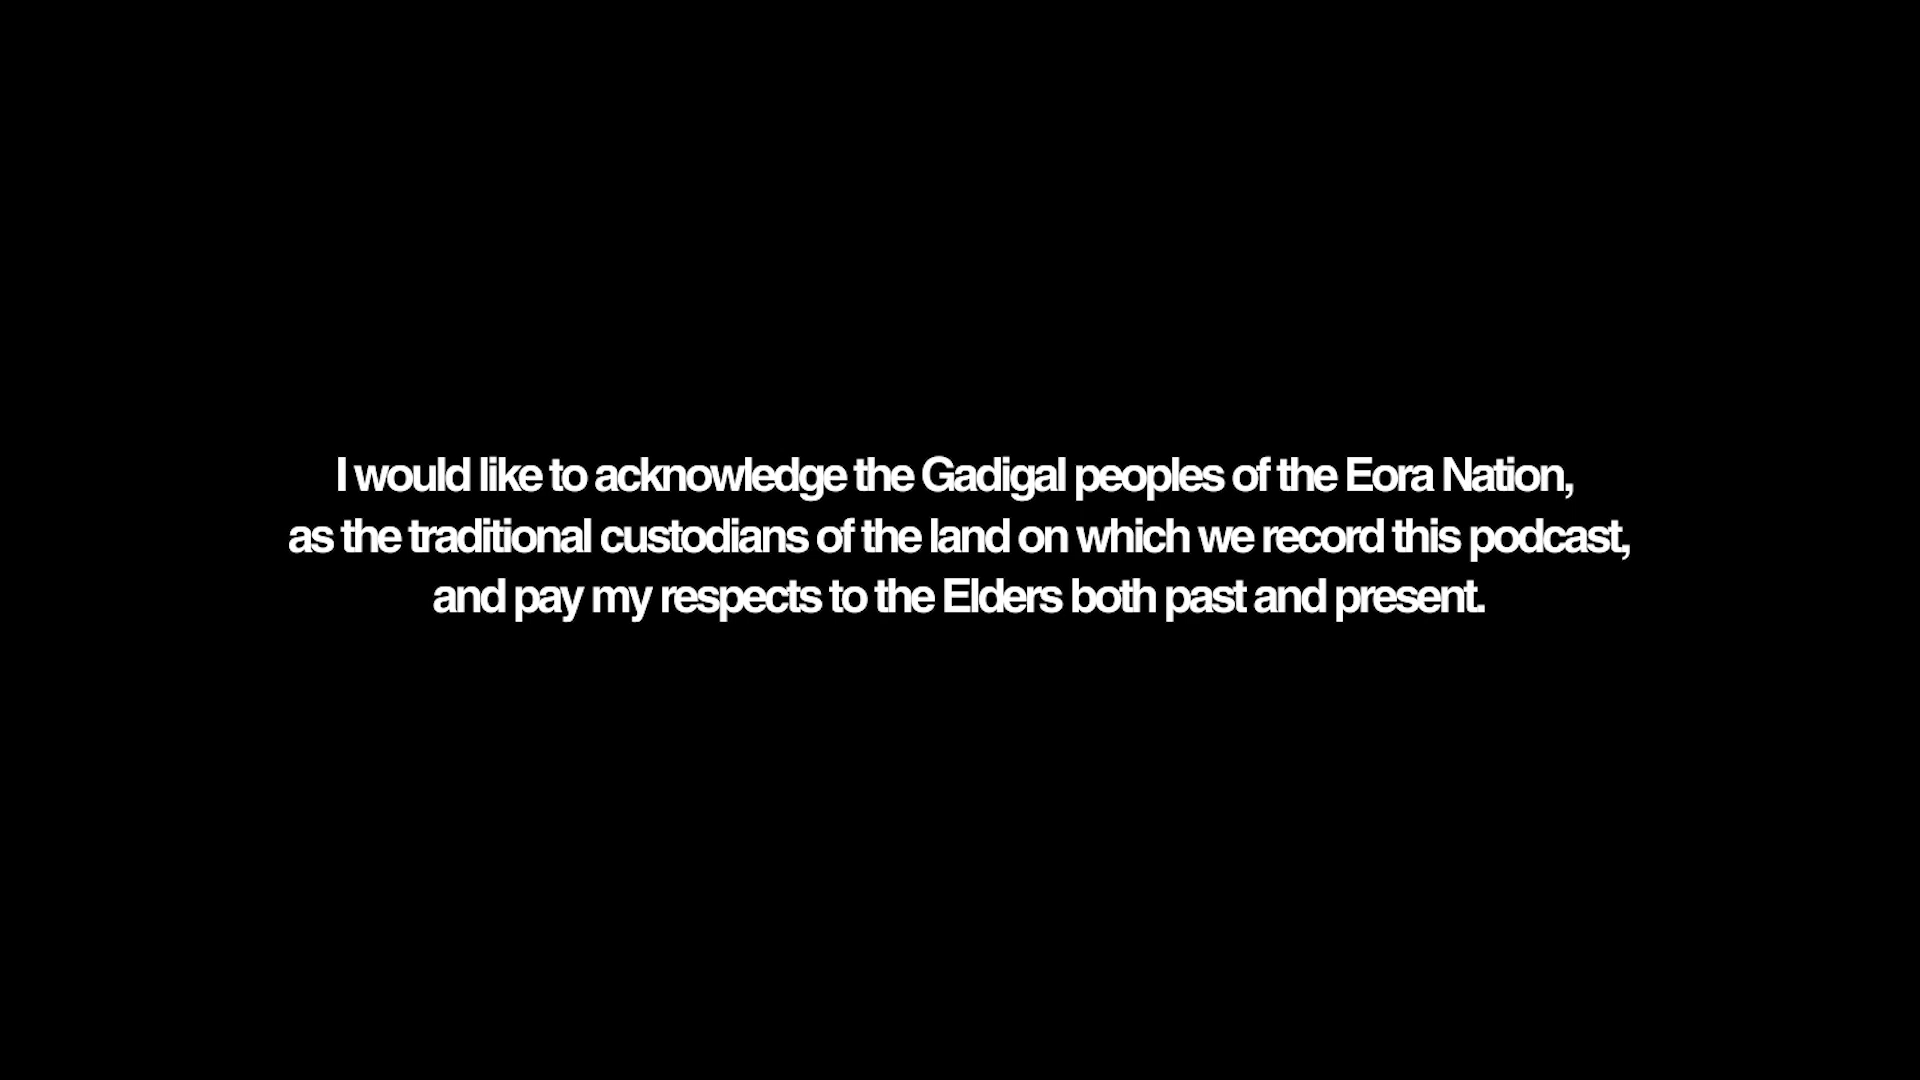 I would like to acknowledge the Gadigal peoples of the Eora Nation,
as the traditional custodians of the land on which we record this podcast,
and pay my respects to the Elders both past and present.